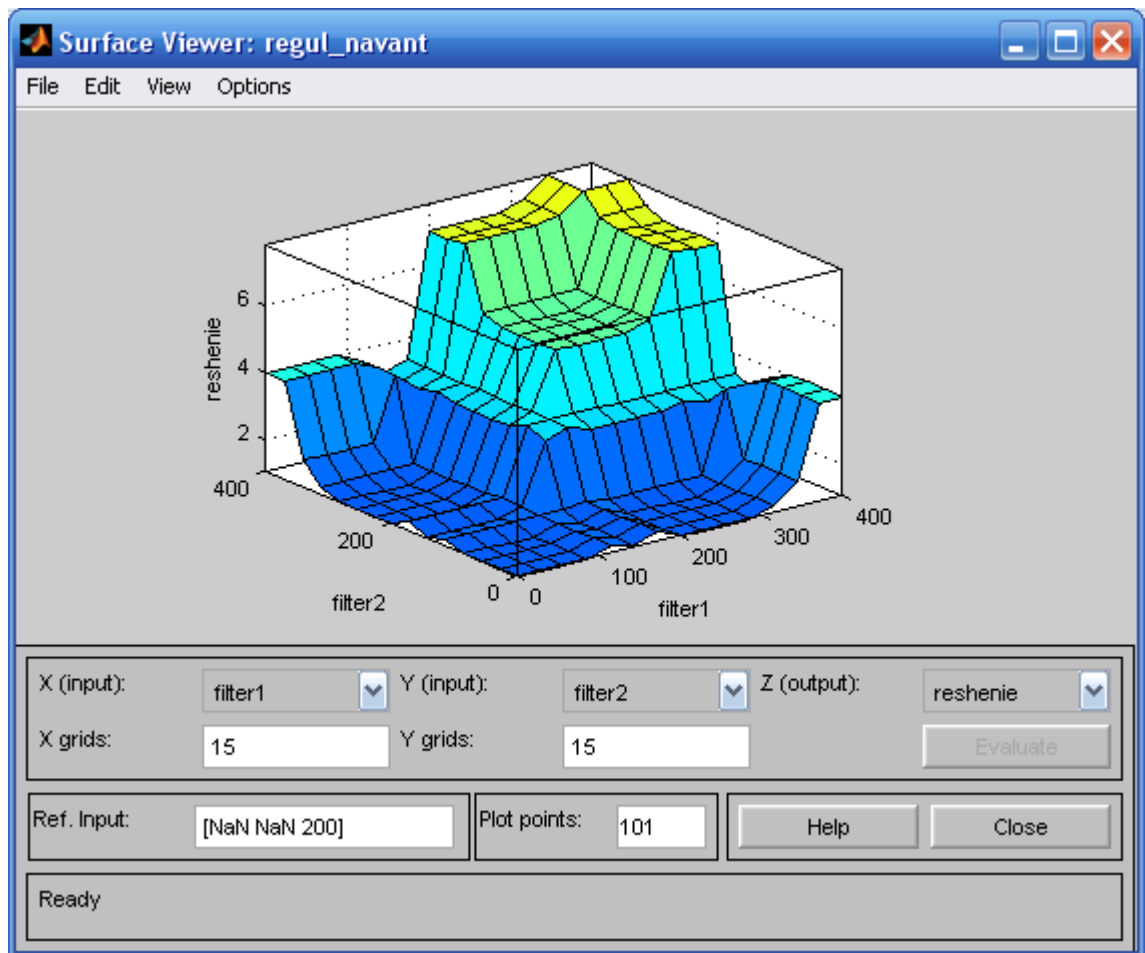 Surface Viewer: regul_navant
File Edit View Options
6
4
2
reshenie
400
200
0
filter2
0
100
200
300
400
filter1
X (input): filter1 Y (input): filter2 Z (output): reshenie
X grids: 15 Y grids: 15 Evaluate
Ref. Input: [NaN NaN 200] Plot points: 101 Help Close
Ready